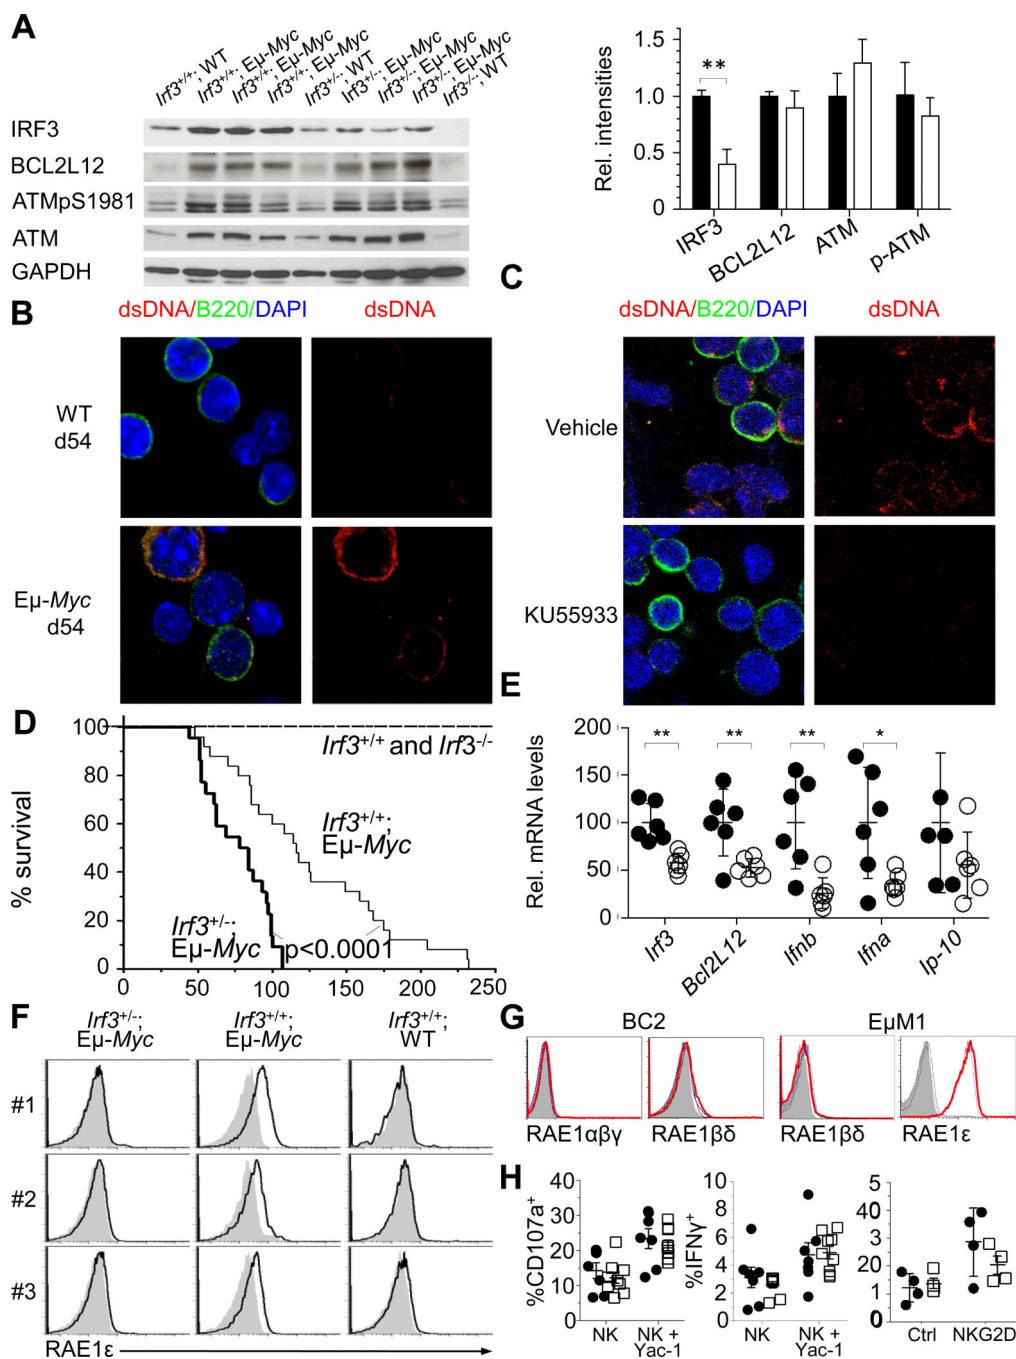 A
Irf3+/+; WT
Irf3+/+; Eμ-Myc
Irf3+/+; Eμ-Myc
Irf3+/+; Eμ-Myc
Irf3+/-; WT
Irf3+/-; Eμ-Myc
Irf3+/-; Eμ-Myc
Irf3+/-; Eμ-Myc
Irf3-/-; WT
IRF3
BCL2L12
ATMpS1981
ATM
GAPDH
Rel. intensities
1.5
1.0
0.5
0
**
IRF3
BCL2L12
ATM
p-ATM
B
dsDNA/B220/DAPI
dsDNA
WT
d54
Eμ-Myc
d54
C
dsDNA/B220/DAPI
dsDNA
Vehicle
KU55933
D
% survival
100
80
60
40
20
0
0
50
100
150
200
250
Irf3+/+ and Irf3-/-
Irf3+/+;
Eμ-Myc
Irf3+/-;
Eμ-Myc
p<0.0001
E
Rel. mRNA levels
200
150
100
50
0
**
**
**
*
Irf3
Bcl2L12
Ifnb
Ifna
Ip-10
F
Irf3+/-;
Eμ-Myc
Irf3+/+;
Eμ-Myc
Irf3+/+;
WT
#1
#2
#3
RAE1ε
G
BC2
EμM1
RAE1αβγ
RAE1βδ
RAE1βδ
RAE1ε
H
%CD107a+
40
30
20
10
0
NK
NK +
Yac-1
%IFNγ+
10
8
6
4
2
0
NK
NK +
Yac-1
5
4
3
2
1
0
Ctrl
NKG2D